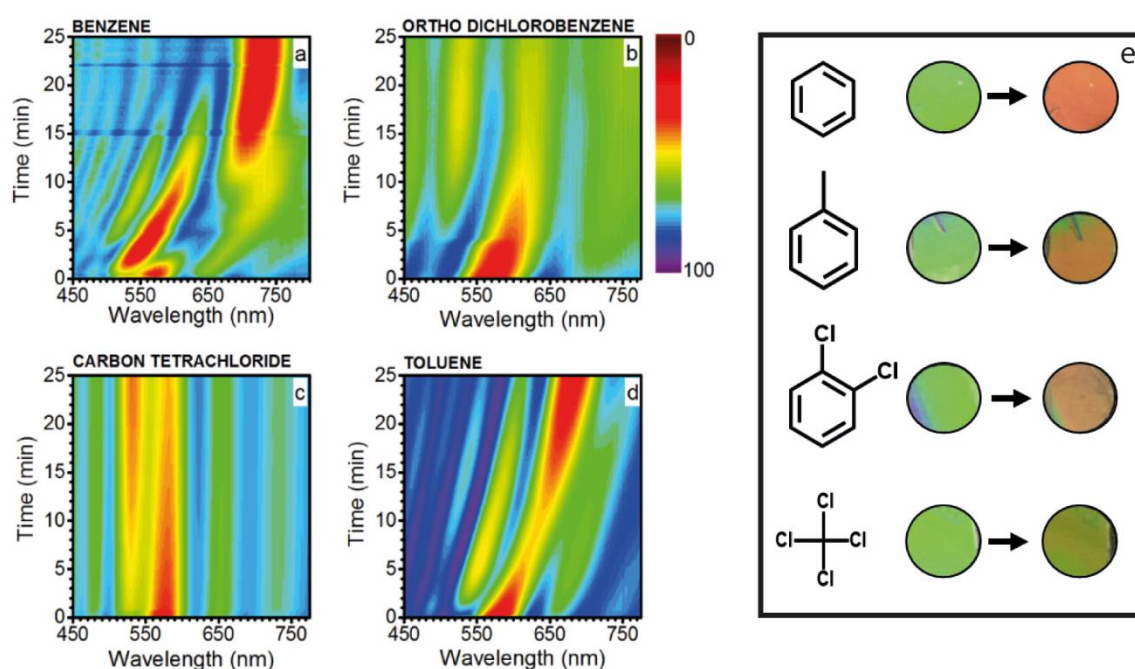 BENZENE
a
25
20
15
10
5
0
Time (min)
450 550 650 750
Wavelength (nm)
ORTHO DICHLOROBENZENE
b
25
20
15
10
5
0
Time (min)
450 550 650 750
Wavelength (nm)
0
100
CARBON TETRACHLORIDE
c
25
20
15
10
5
0
Time (min)
450 550 650 750
Wavelength (nm)
TOLUENE
d
25
20
15
10
5
0
Time (min)
450 550 650 750
Wavelength (nm)
e
Cl
Cl
Cl
Cl Cl
Cl